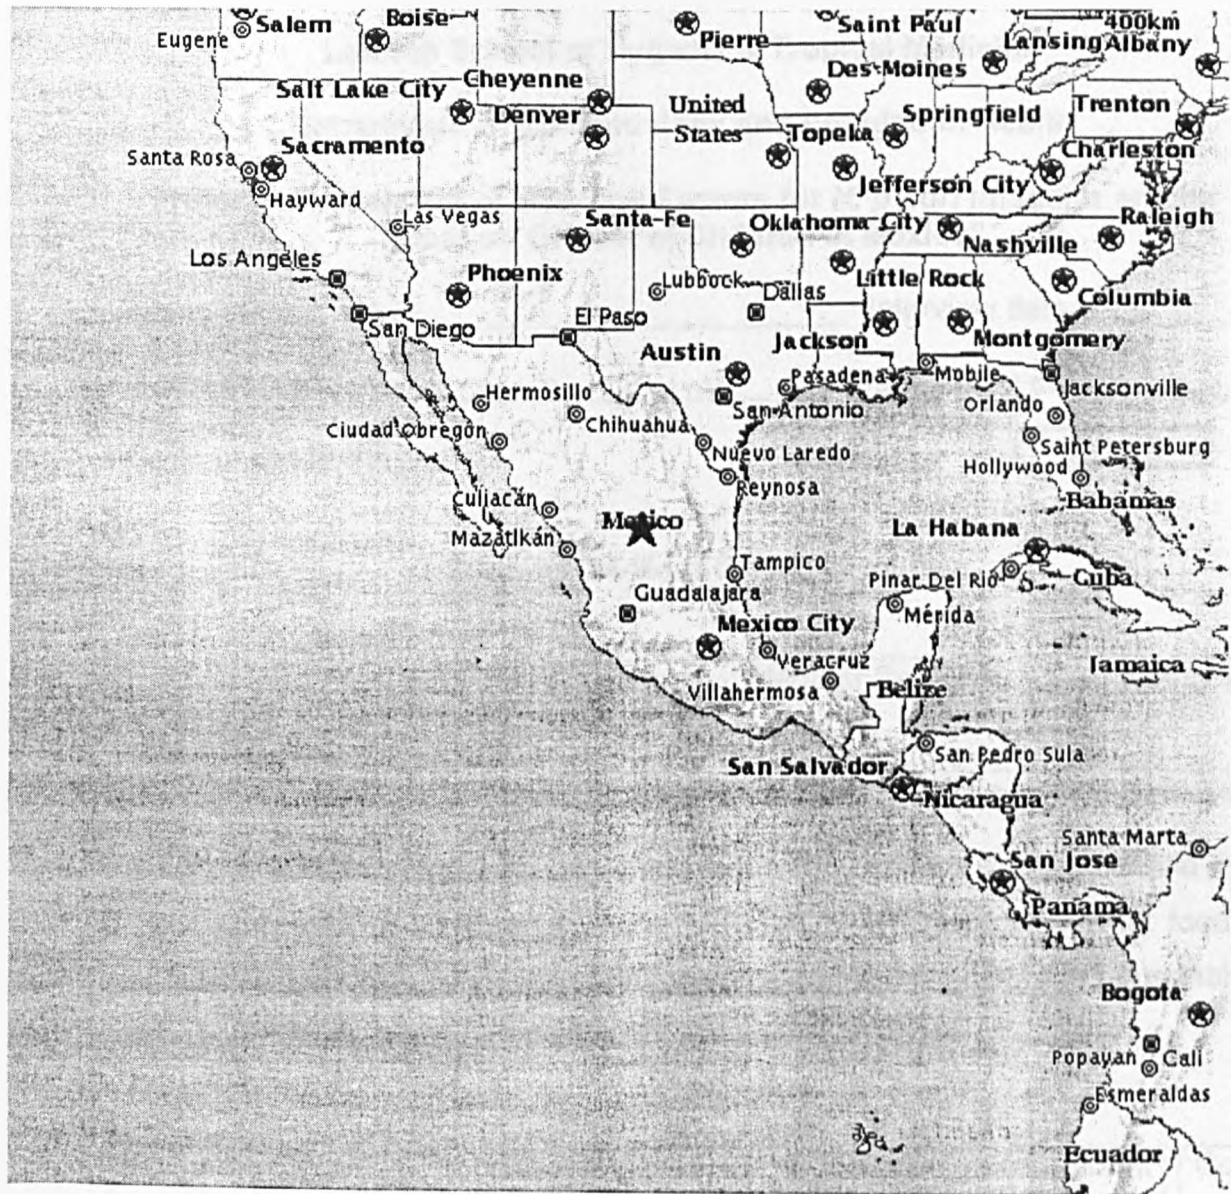 Salem
Boise
Eugene
Pierre
Saint Paul
400km
Lansing
Albany
Des-Moines
Cheyenne
Salt Lake City
Denver
United
States
Springfield
Trenton
Topeka
Sacramento
Santa Rosa
Charleston
Jefferson City
Hayward
Las Vegas
Santa-Fe
Oklahoma City
Raleigh
Nashville
Los Angeles
Phoenix
Lubbock
Little Rock
Dallas
Columbia
San Diego
El Paso
Jackson
Montgomery
Austin
Pasadena
Mobile
Jacksonville
Hermosillo
San Antonio
Orlando
Chihuahua
Ciudad Obregón
Saint Petersburg
Nuevo Laredo
Hollywood
Reynosa
Culiacán
Bahamas
Mexico
La Habana
Mazatlkán
Tampico
Pinar Del Rio
Cuba
Guadalajara
Mérida
Mexico City
Veracruz
Jamaica
Villahermosa
Belize
San Pedro Sula
San Salvador
Nicaragua
Santa Marta
San Jose
Panama
Bogota
Popayan
Cali
Esmeraldas
Ecuador